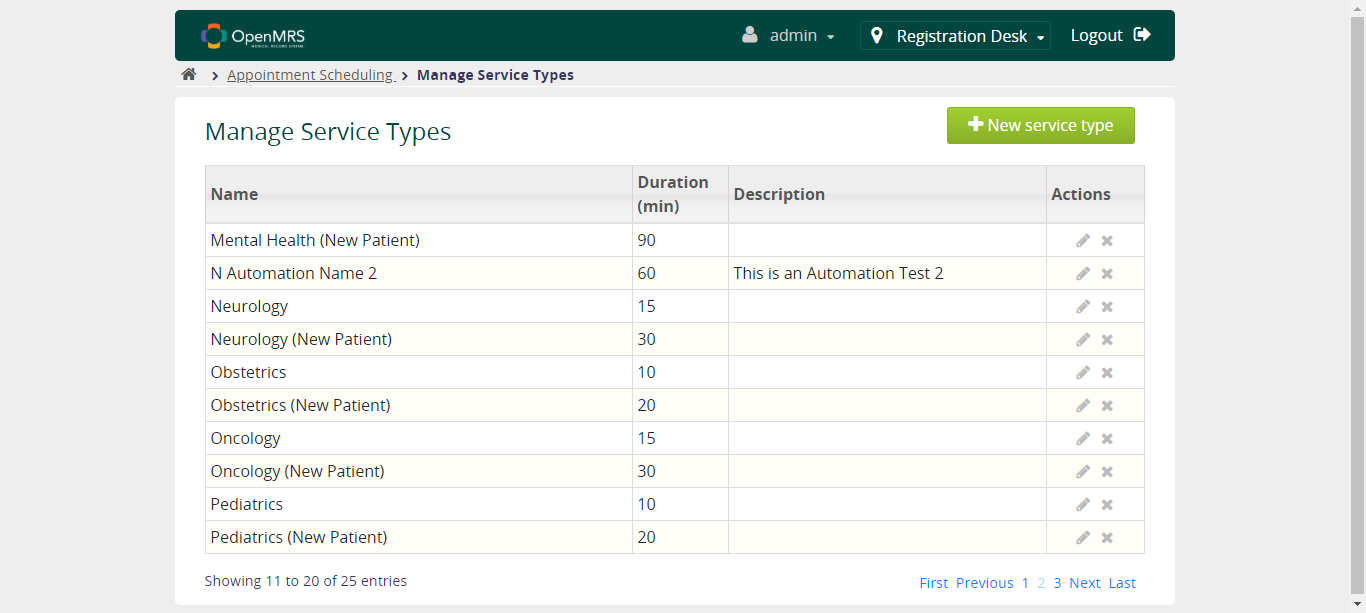 OpenMRS
MEDICAL RECORD SYSTEM
admin
Registration Desk
Logout
Appointment Scheduling
Manage Service Types
Manage Service Types
New service type
Name Duration (min) Description Actions
Mental Health (New Patient) 90
N Automation Name 2 60 This is an Automation Test 2
Neurology 15
Neurology (New Patient) 30
Obstetrics 10
Obstetrics (New Patient) 20
Oncology 15
Oncology (New Patient) 30
Pediatrics 10
Pediatrics (New Patient) 20
Showing 11 to 20 of 25 entries
First Previous 1 2 3 Next Last